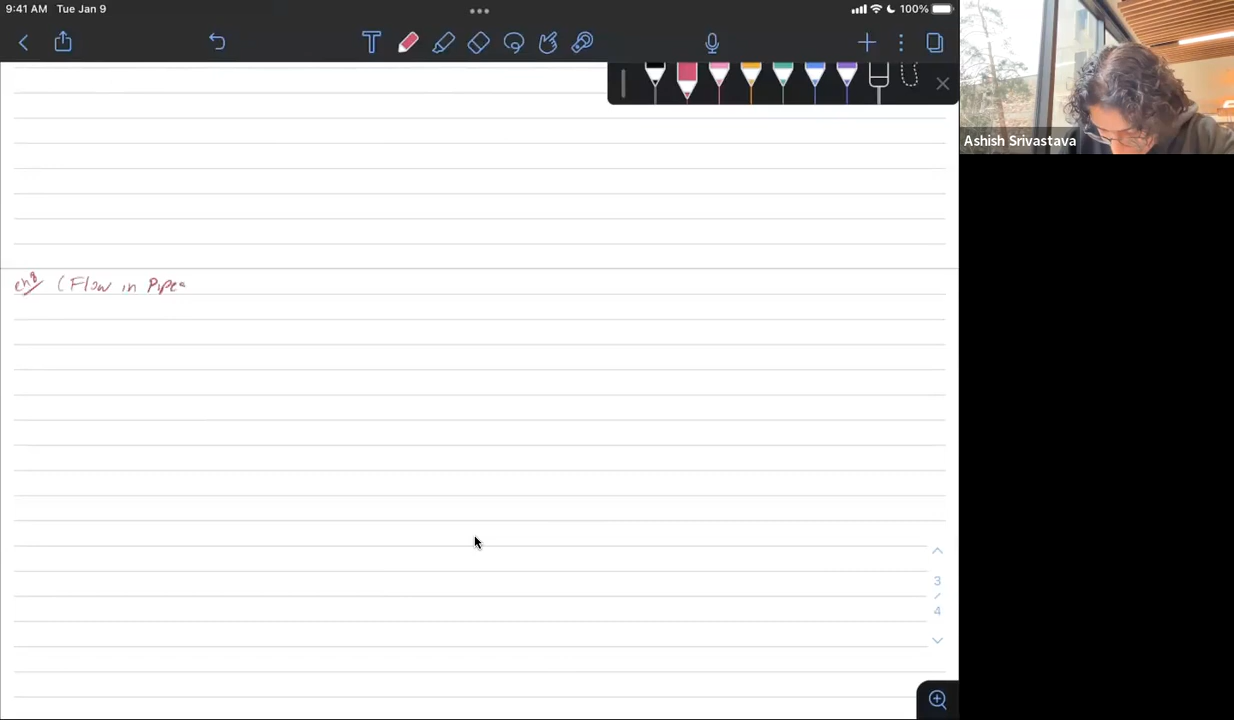 9:41 AM Tue Jan 9
100%
T
Ashish Srivastava
ch8 (Flow in Pipes
3
/
4